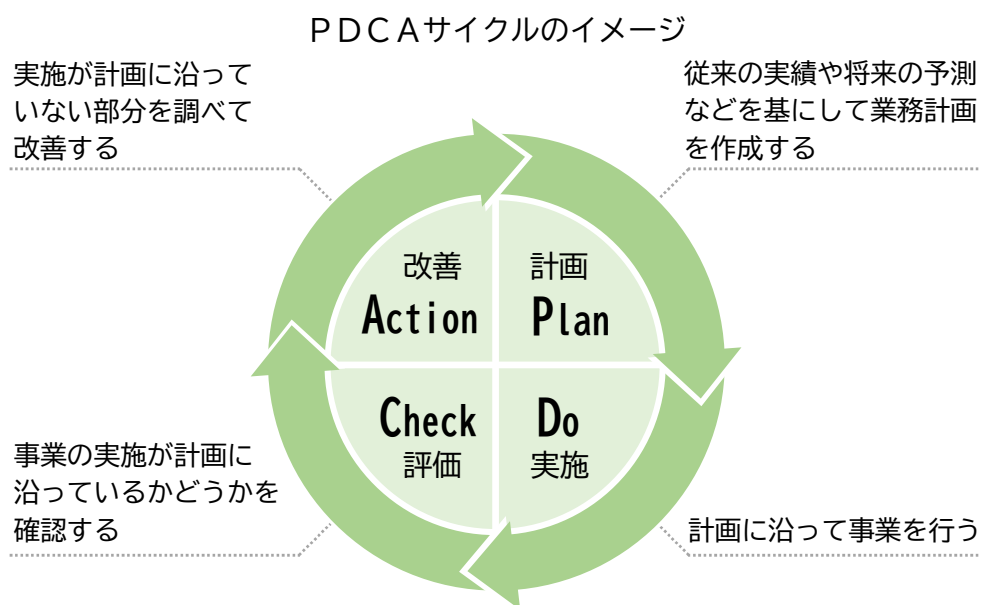 PDCAサイクルのイメージ
実施が計画に沿って
いない部分を調べて
改善する
従来の実績や将来の予測
などを基にして業務計画
を作成する
改善
Action
計画
Plan
Check
評価
Do
実施
事業の実施が計画に
沿っているかどうかを
確認する
計画に沿って事業を行う